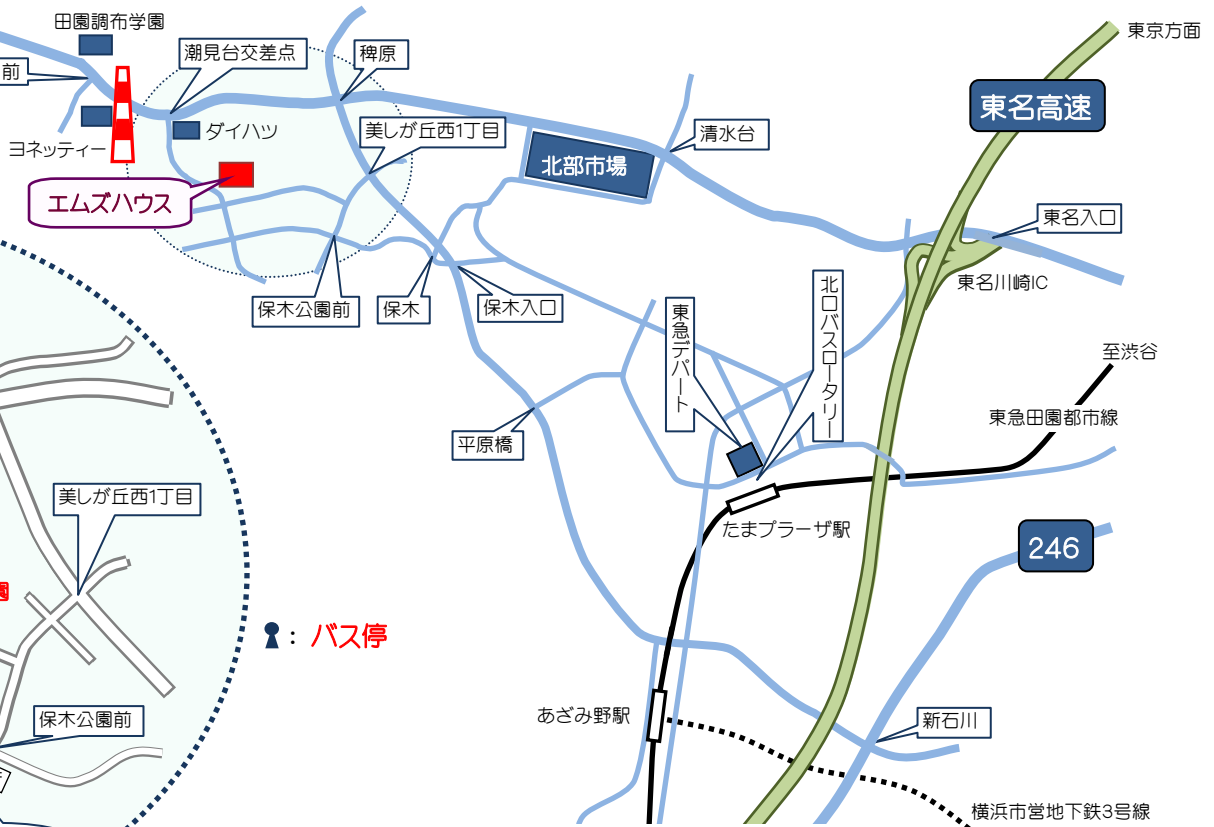 田園調布学園
前
潮見台交差点
稗原
東京方面
東名高速
ヨネッティー
ダイハツ
美しが丘西1丁目
北部市場
清水台
エムズハウス
東名入口
東名川崎IC
保木公園前
保木
保木入口
東急デパート
北口バスロータリー
至渋谷
東急田園都市線
平原橋
たまプラーザ駅
246
美しが丘西1丁目
：バス停
保木公園前
あざみ野駅
新石川
横浜市営地下鉄3号線